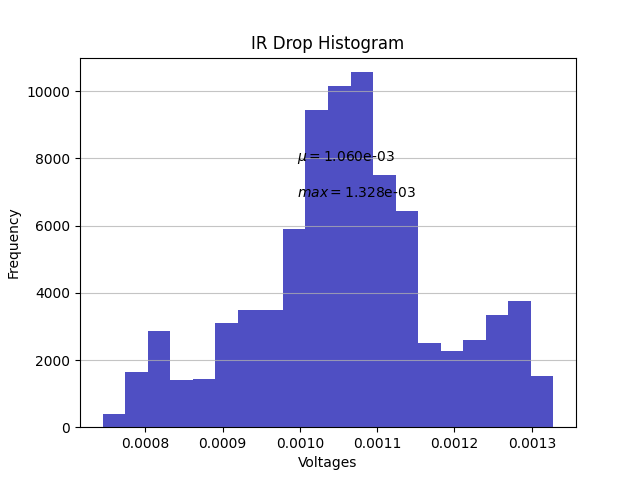 IR Drop Histogram
10000
8000
6000
4000
2000
0
Frequency
μ = 1.060e-03
max = 1.328e-03
0.0008 0.0009 0.0010 0.0011 0.0012 0.0013
Voltages